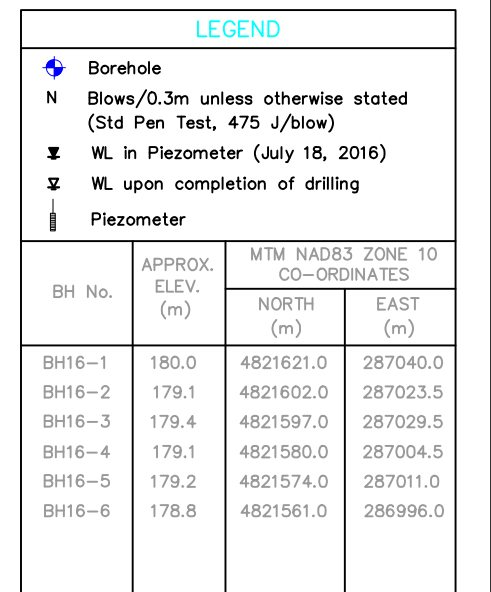 LEGEND
Borehole
N Blows/0.3m unless otherwise stated
(Std Pen Test, 475 J/blow)
WL in Piezometer (July 18, 2016)
WL upon completion of drilling
Piezometer
BH No. APPROX. ELEV. (m) MTM NAD83 ZONE 10 CO-ORDINATES
NORTH (m) EAST (m)
BH16-1 180.0 4821621.0 287040.0
BH16-2 179.1 4821602.0 287023.5
BH16-3 179.4 4821597.0 287029.5
BH16-4 179.1 4821580.0 287004.5
BH16-5 179.2 4821574.0 287011.0
BH16-6 178.8 4821561.0 286996.0